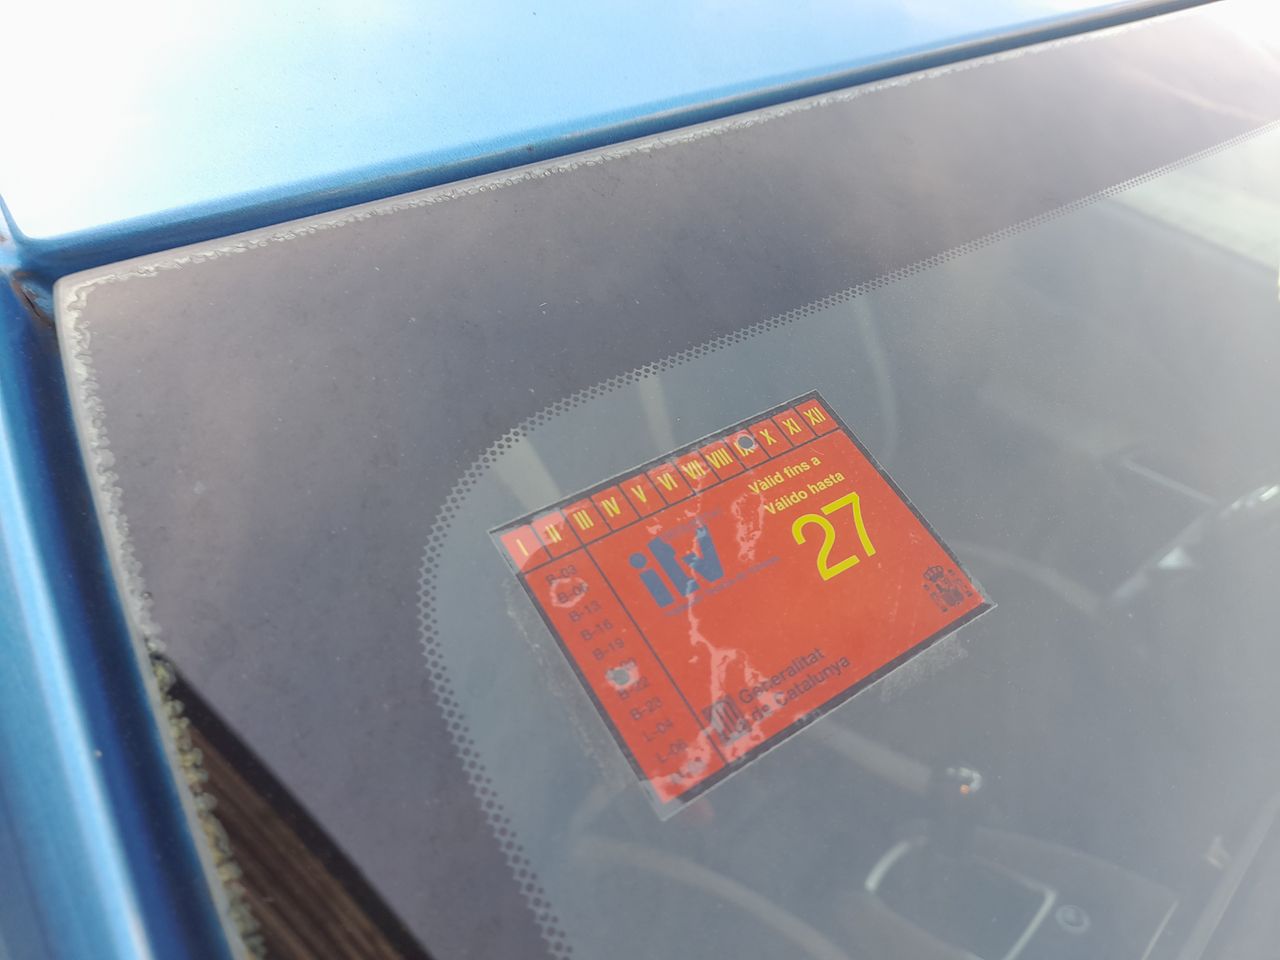 I II III IV V VI VII VIII IX X XI XII
Vàlid fins a
Válido hasta
27
itv
B-03
B-06
B-13
B-16
B-19
B-22
B-23
L-04
L-06
Generalitat
de Catalunya